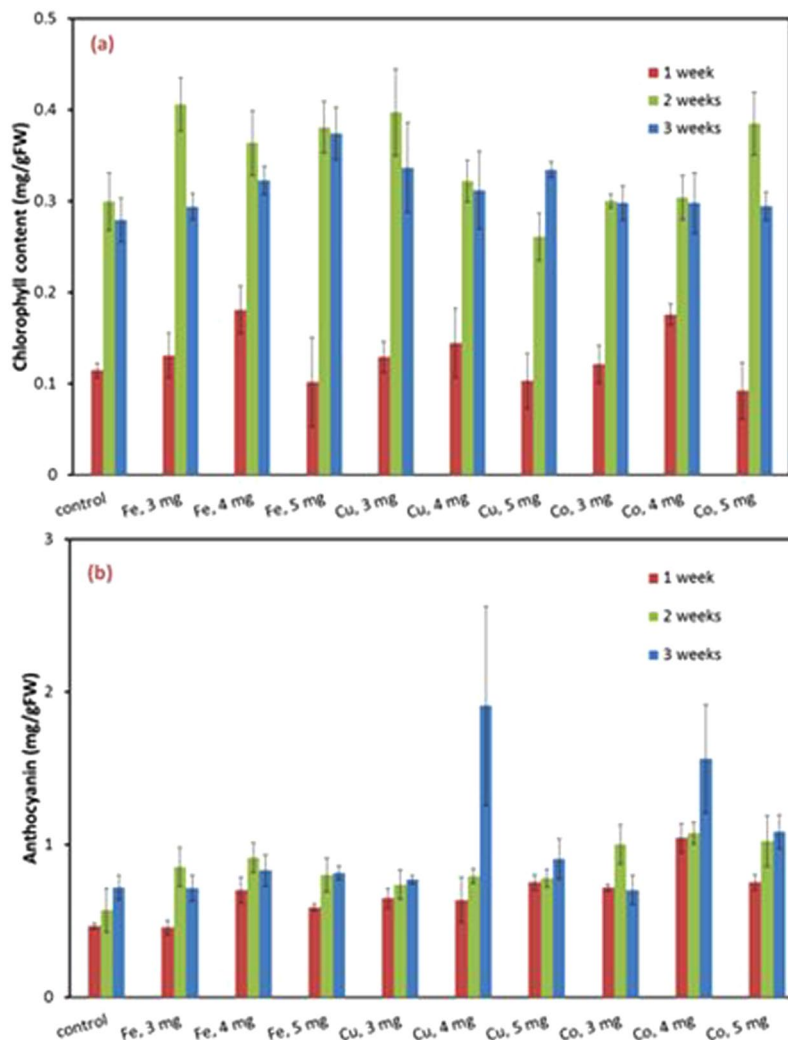 (a)
1 week
2 weeks
3 weeks
0.5
0.4
0.3
0.2
0.1
0
Chlorophyll content (mg/gFW)
control
Fe, 3 mg
Fe, 4 mg
Fe, 5 mg
Cu, 3 mg
Cu, 4 mg
Cu, 5 mg
Co, 3 mg
Co, 4 mg
Co, 5 mg
(b)
1 week
2 weeks
3 weeks
3
2
1
0
Anthocyanin (mg/gFW)
control
Fe, 3 mg
Fe, 4 mg
Fe, 5 mg
Cu, 3 mg
Cu, 4 mg
Cu, 5 mg
Co, 3 mg
Co, 4 mg
Co, 5 mg